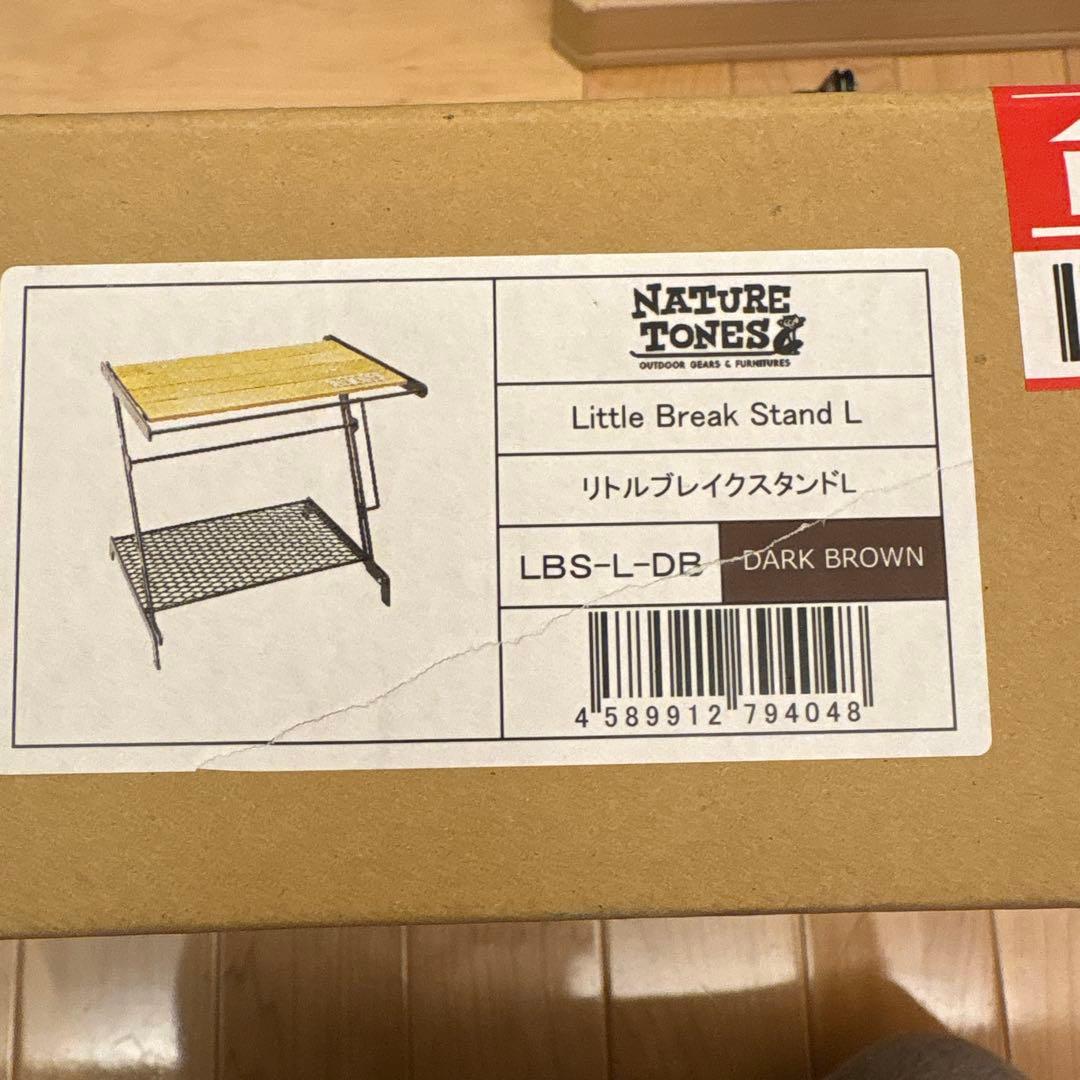 NATURE
TONES
OUTDOOR GEARS & FURNITURES
Little Break Stand L
リトルブレイクスタンドL
LBS-L-DB
DARK BROWN
4 589912 794048